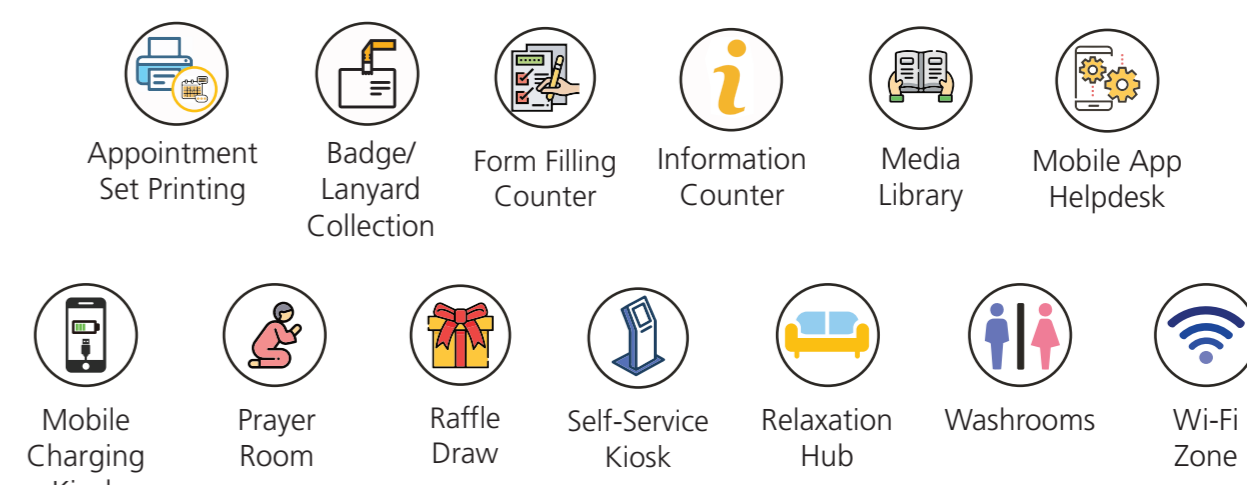 Appointment
Set Printing
Badge/
Lanyard
Collection
Form Filling
Counter
Information
Counter
Media
Library
Mobile App
Helpdesk
Mobile
Charging
Prayer
Room
Raffle
Draw
Self-Service
Kiosk
Relaxation
Hub
Washrooms
Wi-Fi
Zone